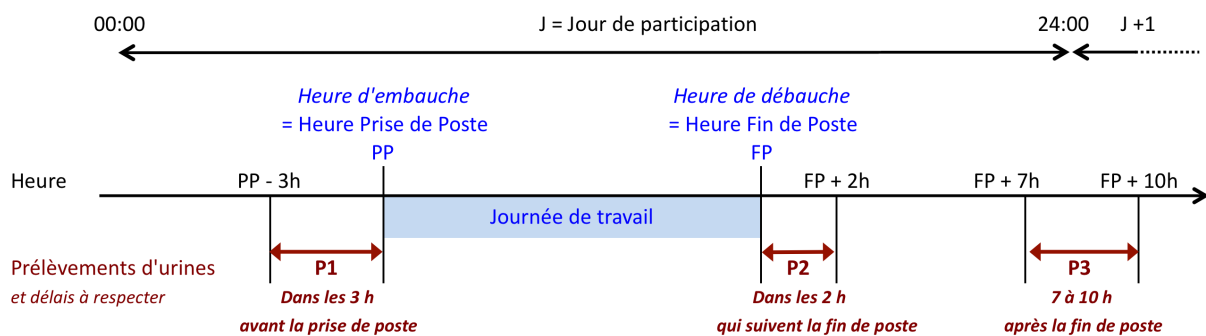 00:00
J = Jour de participation
24:00
J +1
Heure d'embauche
= Heure Prise de Poste
PP
Heure de débauche
= Heure Fin de Poste
FP
Heure
PP - 3h
FP + 2h
FP + 7h
FP + 10h
Journée de travail
Prélèvements d'urines
et délais à respecter
P1
Dans les 3 h
avant la prise de poste
P2
Dans les 2 h
qui suivent la fin de poste
P3
7 à 10 h
après la fin de poste